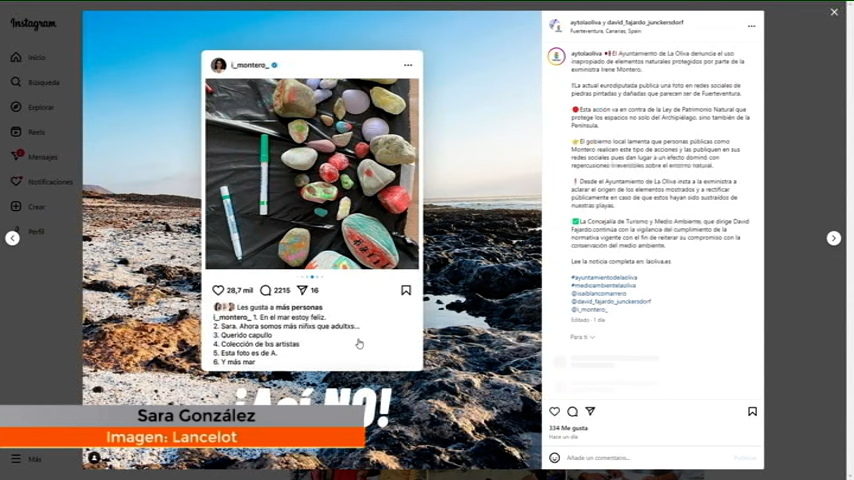 Instagram
Inicio
Búsqueda
Explorar
Reels
Mensajes
Notificaciones
Crear
Perfil
Más
i_montero_
28,7 mil 2215 16
Les gusta a más personas
i_montero_ 1. En el mar estoy feliz.
2. Sara. Ahora somos más niñxs que adultxs...
3. Querido capullo
4. Colección de lxs artistas
5. Esta foto es de A.
6. Y más mar
¡Así NO!
Sara González
Imagen: Lancelot
aytolaoliva y david_fajardo_junckersdorf
Fuerteventura, Canarias, Spain
aytolaoliva El Ayuntamiento de La Oliva denuncia el uso
inapropiado de elementos naturales protegidos por parte de la
exministra Irene Montero.
La actual eurodiputada publica una foto en redes sociales de
piedras pintadas y dañadas que parecen ser de Fuerteventura.
Esta acción va en contra de la Ley de Patrimonio Natural que
protege los espacios no solo del Archipiélago, sino también de la
Península.
El gobierno local lamenta que personas públicas como
Montero realicen este tipo de acciones y las publiquen en sus
redes sociales pues dan lugar a un efecto dominó con
repercusiones irreversibles sobre el entorno natural.
Desde el Ayuntamiento de La Oliva insta a la exministra a
aclarar el origen de los elementos mostrados y a rectificar
públicamente en caso de que estos hayan sido sustraídos de
nuestras playas.
La Concejalía de Turismo y Medio Ambiente, que dirige David
Fajardo,continúa con la vigilancia del cumplimiento de la
normativa vigente con el fin de reiterar su compromiso con la
conservación del medio ambiente.
Lee la noticia completa en: laoliva.es
#ayuntamientodelaoliva
#medioambientelaoliva
@isaiblancomarrero
@david_fajardo_junckersdorf
@i_montero_
Editado · 1 día
Para ti
334 Me gusta
Hace un día
Añade un comentario...